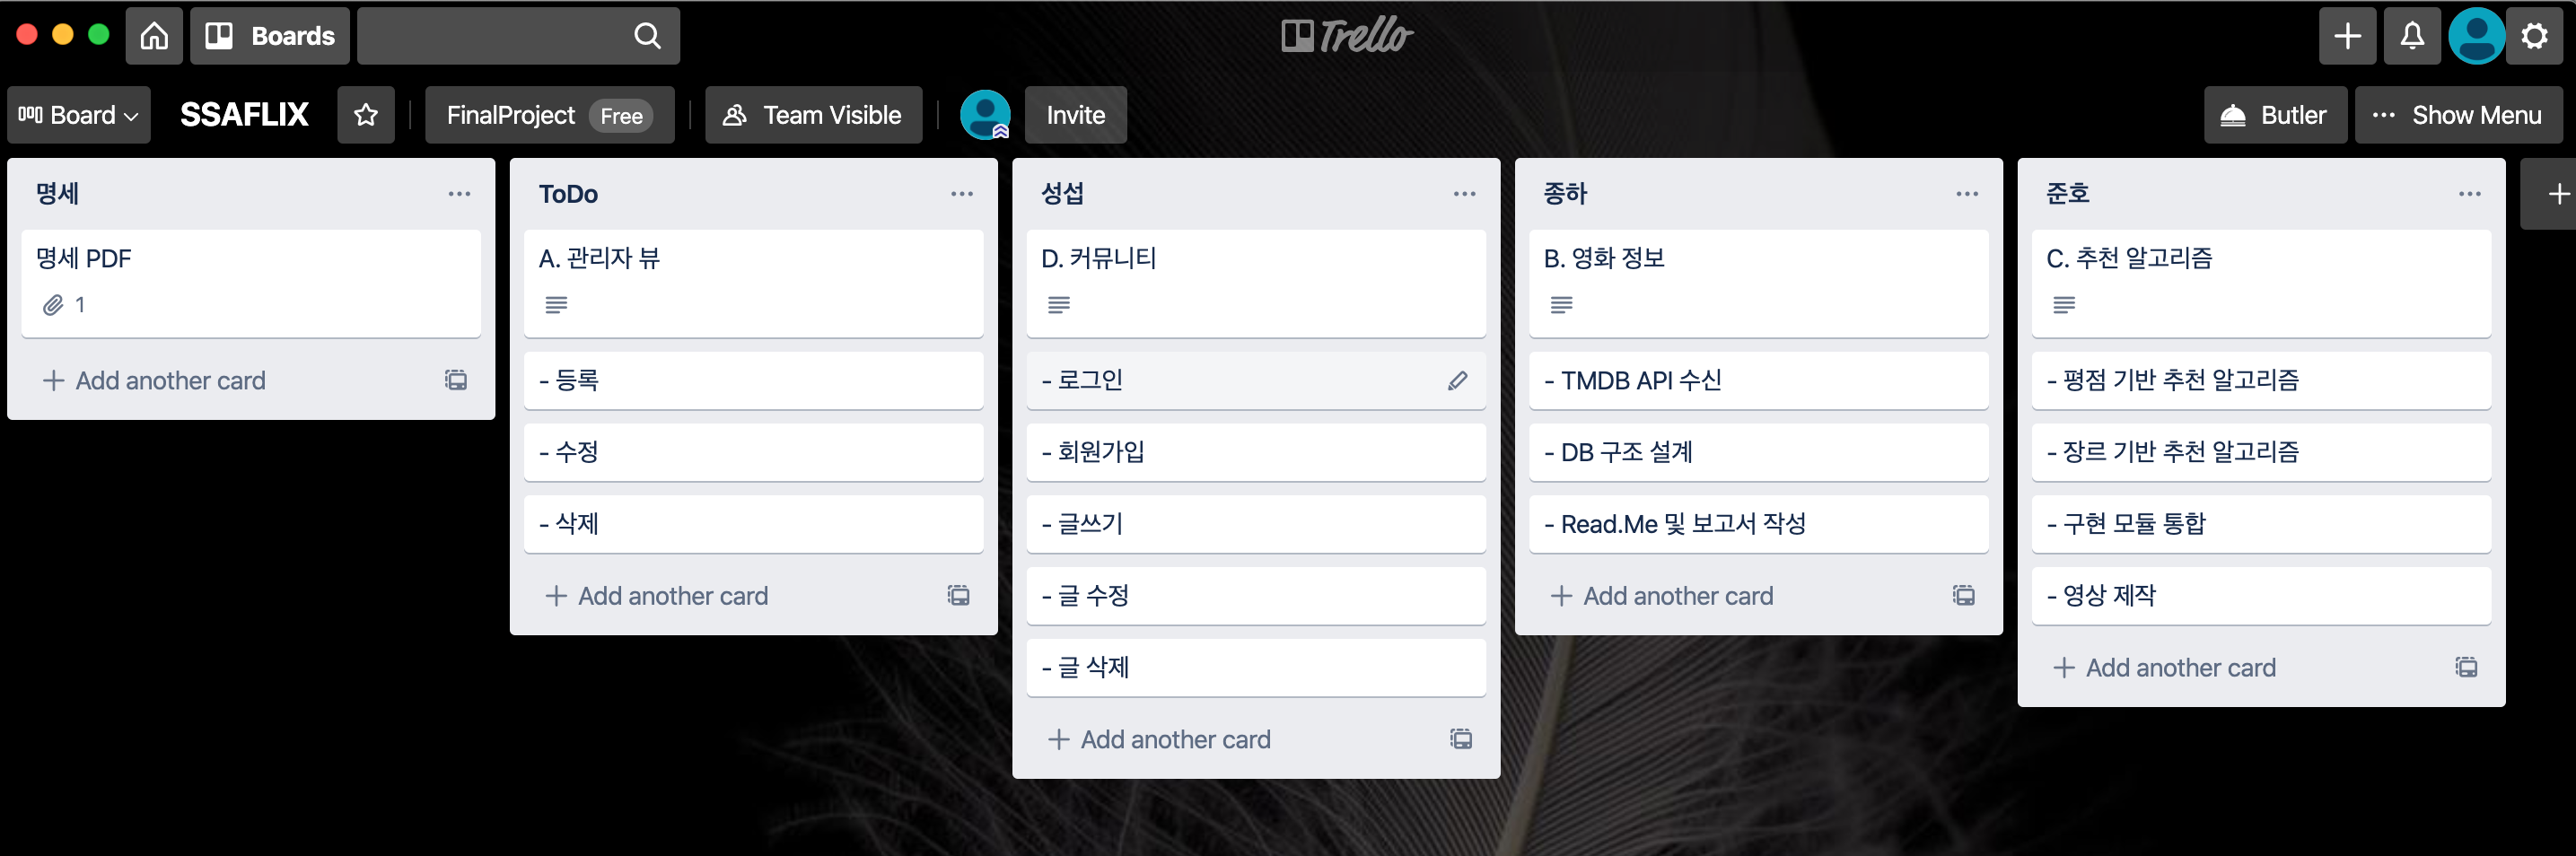 Boards
Trello
Board
SSAFLIX
FinalProject Free
Team Visible
Invite
Butler
Show Menu
명세
명세 PDF
1
Add another card
ToDo
A. 관리자 뷰
- 등록
- 수정
- 삭제
Add another card
성섭
D. 커뮤니티
- 로그인
- 회원가입
- 글쓰기
- 글 수정
- 글 삭제
Add another card
종하
B. 영화 정보
- TMDB API 수신
- DB 구조 설계
- Read.Me 및 보고서 작성
Add another card
준호
C. 추천 알고리즘
- 평점 기반 추천 알고리즘
- 장르 기반 추천 알고리즘
- 구현 모듈 통합
- 영상 제작
Add another card